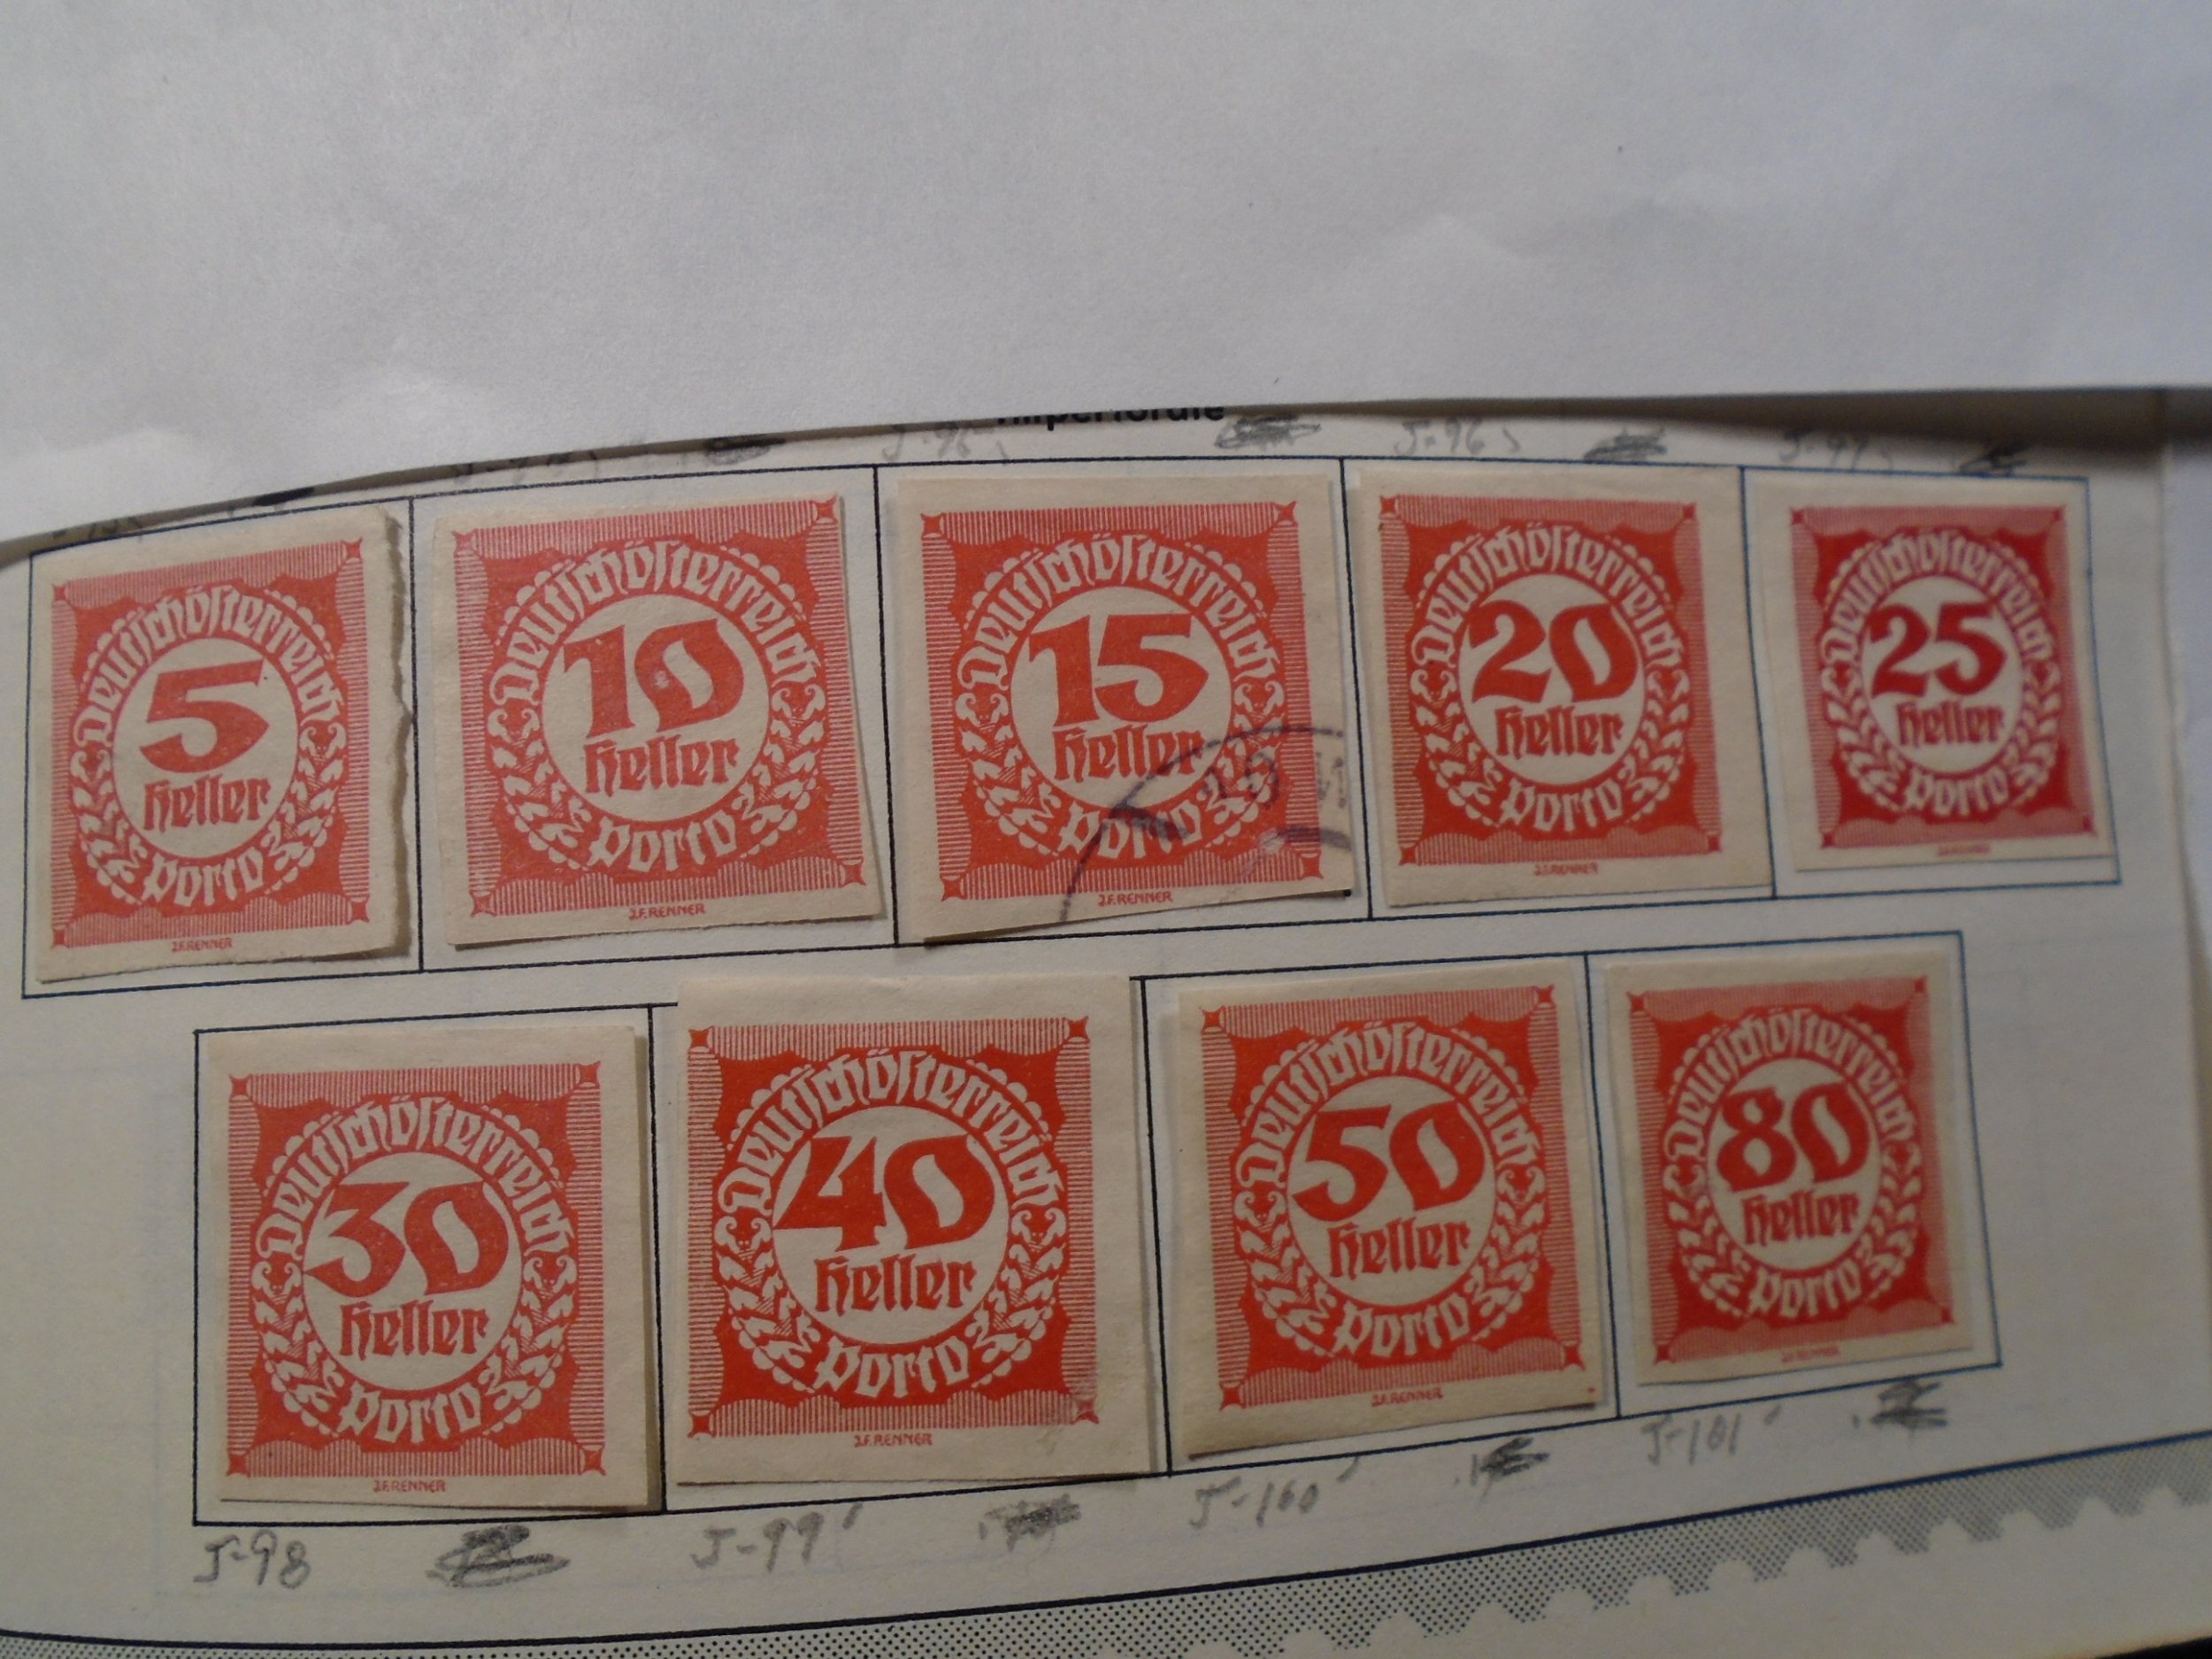 J-96
Deutschösterreich
5
Heller
Porto
J.F.RENNER
Deutschösterreich
10
Heller
Porto
J.F.RENNER
Deutschösterreich
15
Heller
Porto
J.F.RENNER
Deutschösterreich
20
Heller
Porto
J.F.RENNER
Deutschösterreich
25
Heller
Porto
Deutschösterreich
30
Heller
Porto
J.F.RENNER
Deutschösterreich
40
Heller
Porto
J.F.RENNER
Deutschösterreich
50
Heller
Porto
J.F.RENNER
Deutschösterreich
80
Heller
Porto
J-98
J-99
J-100
J-101